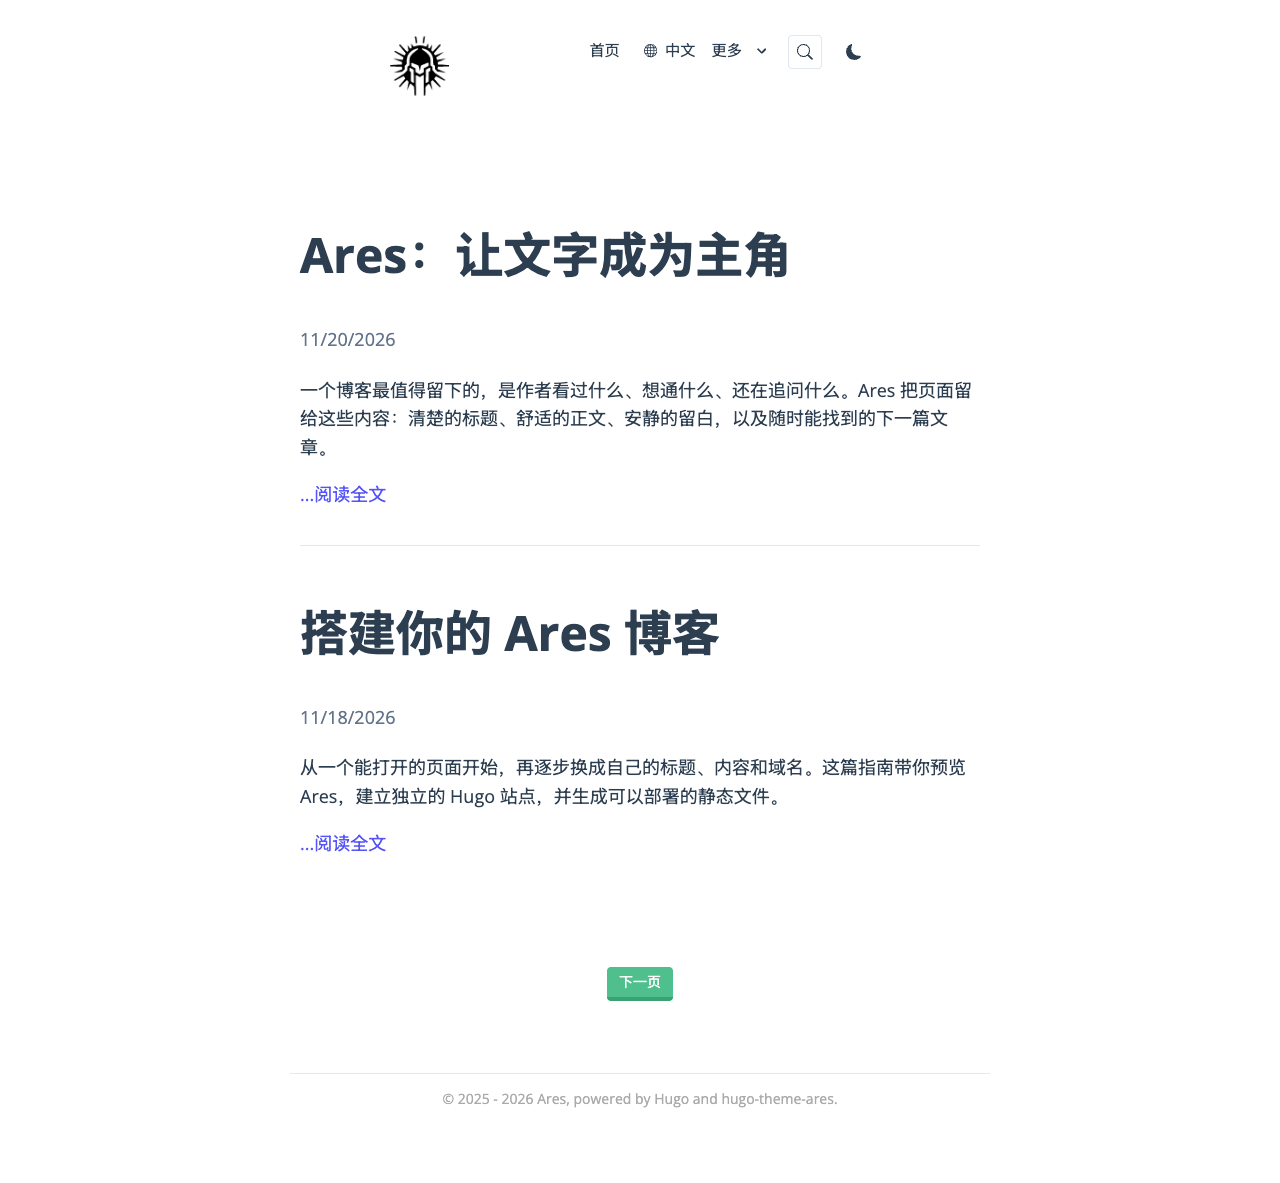 首页 中文 更多
Ares：让文字成为主角
11/20/2026
一个博客最值得留下的，是作者看过什么、想通什么、还在追问什么。Ares 把页面留
给这些内容：清楚的标题、舒适的正文、安静的留白，以及随时能找到的下一篇文
章。
...阅读全文
搭建你的 Ares 博客
11/18/2026
从一个能打开的页面开始，再逐步换成自己的标题、内容和域名。这篇指南带你预览
Ares，建立独立的 Hugo 站点，并生成可以部署的静态文件。
...阅读全文
下一页
© 2025 - 2026 Ares, powered by Hugo and hugo-theme-ares.